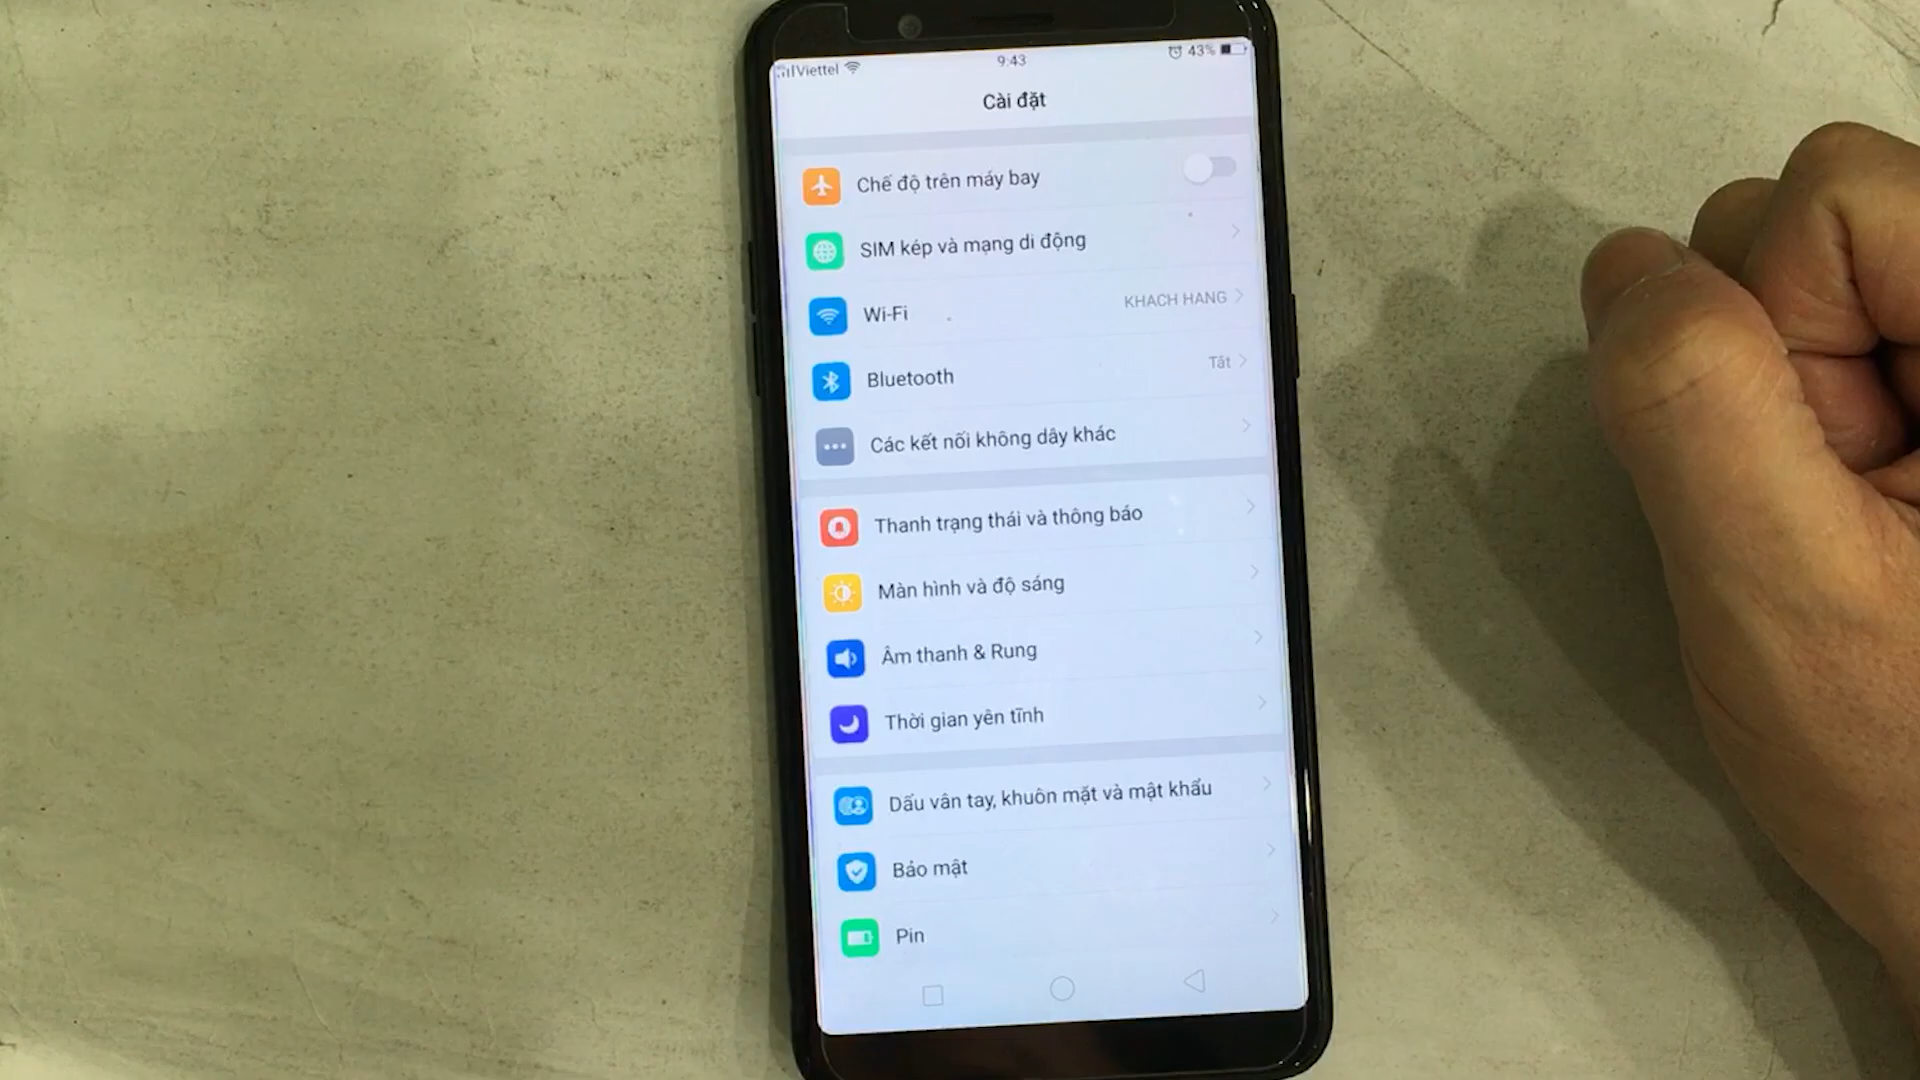 Viettel 9:43 43%
Cài đặt
Chế độ trên máy bay
SIM kép và mạng di động
Wi-Fi KHACH HANG
Bluetooth Tắt
Các kết nối không dây khác
Thanh trạng thái và thông báo
Màn hình và độ sáng
Âm thanh & Rung
Thời gian yên tĩnh
Dấu vân tay, khuôn mặt và mật khẩu
Bảo mật
Pin